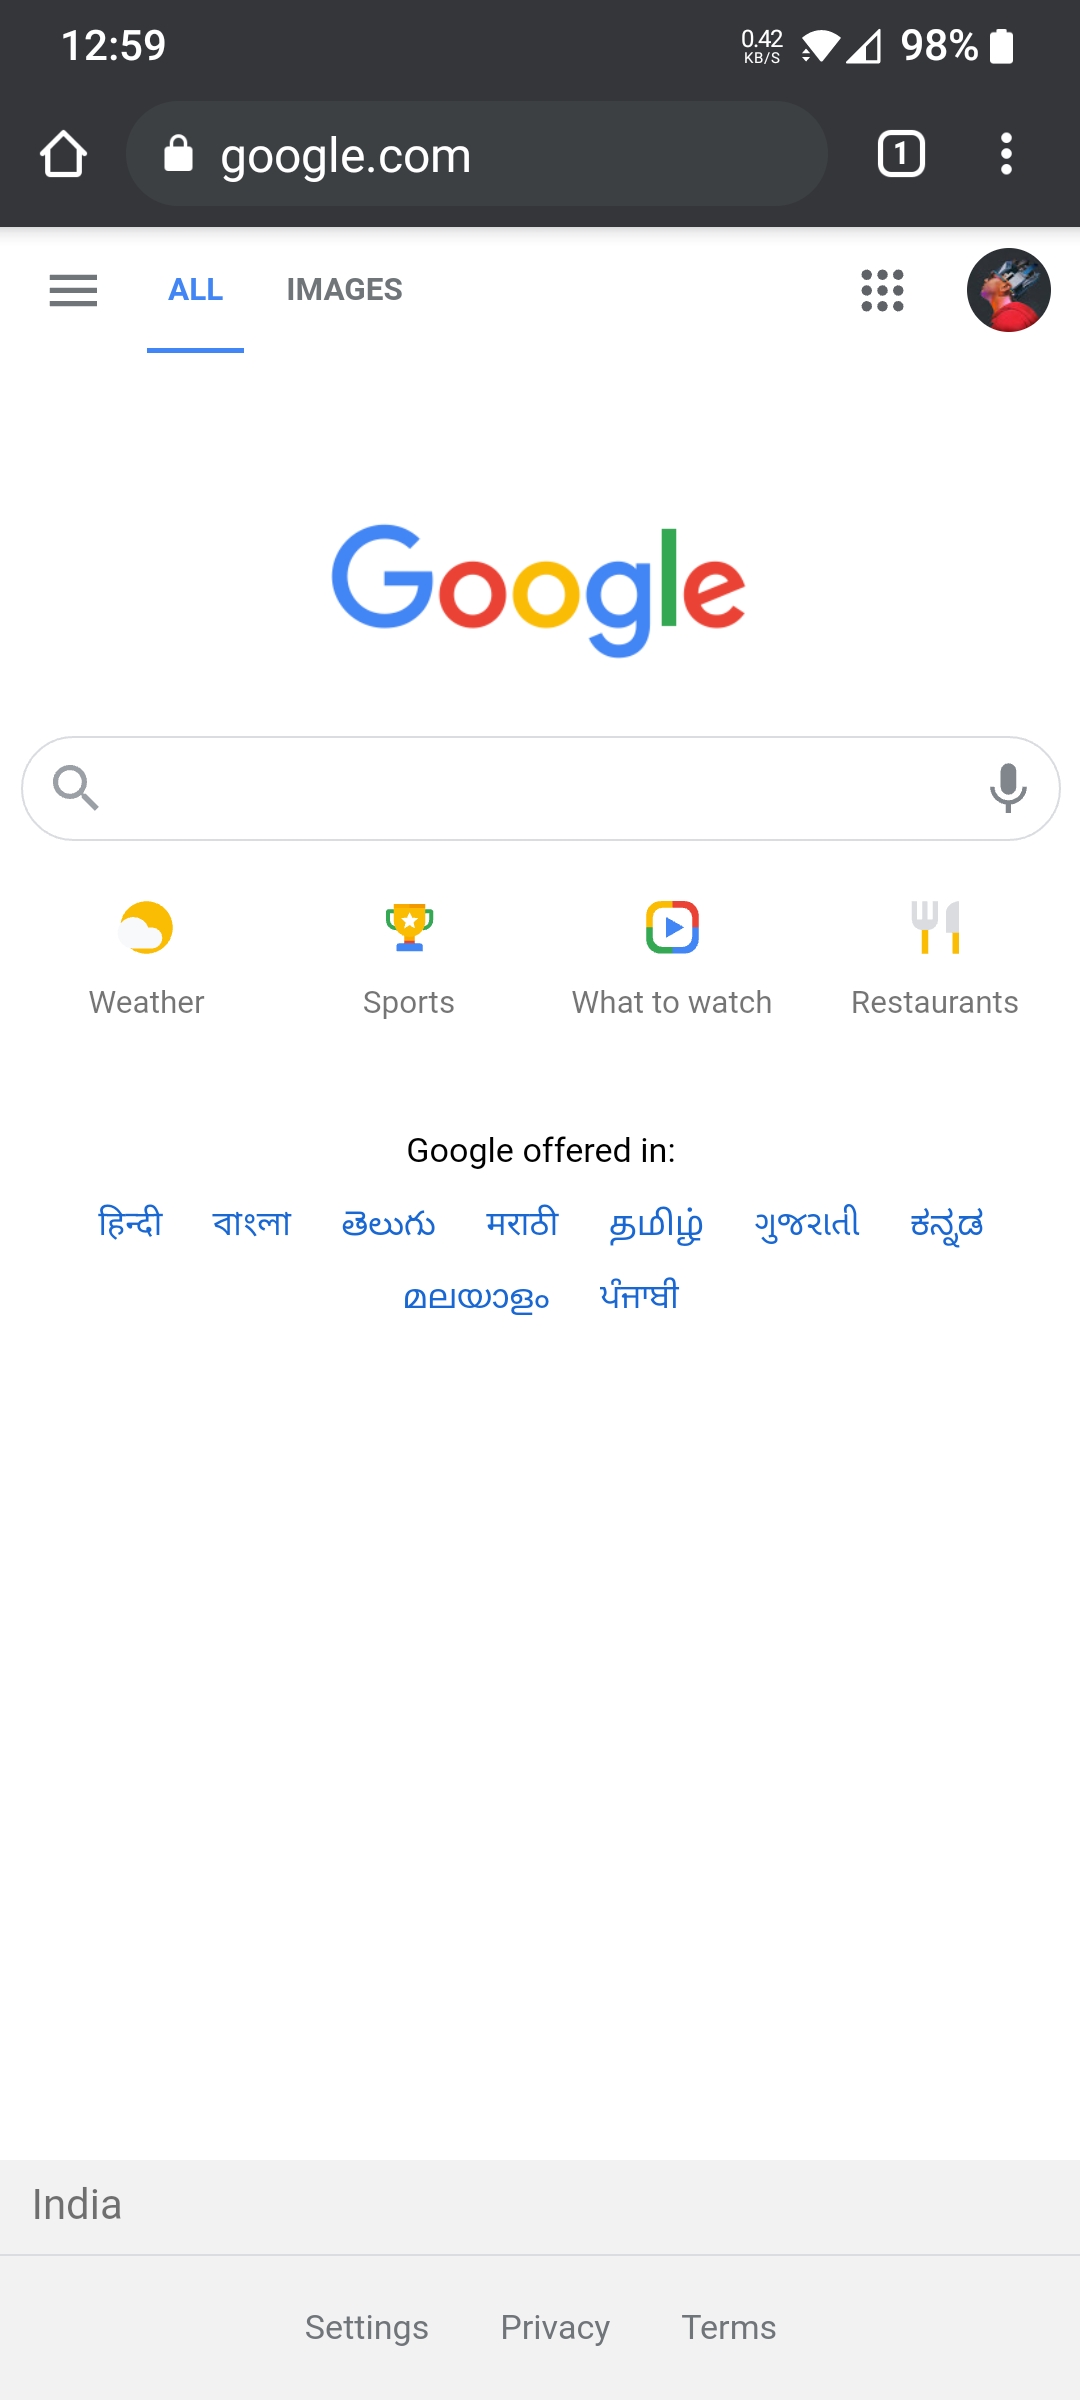 12:59 0.42 KB/S 98%
google.com 1
ALL IMAGES
Google
Weather Sports What to watch Restaurants
Google offered in:
हिन्दी বাংলা తెలుగు मराठी தமிழ் ગુજરાતી ಕನ್ನಡ
മലയാളം ਪੰਜਾਬੀ
India
Settings Privacy Terms